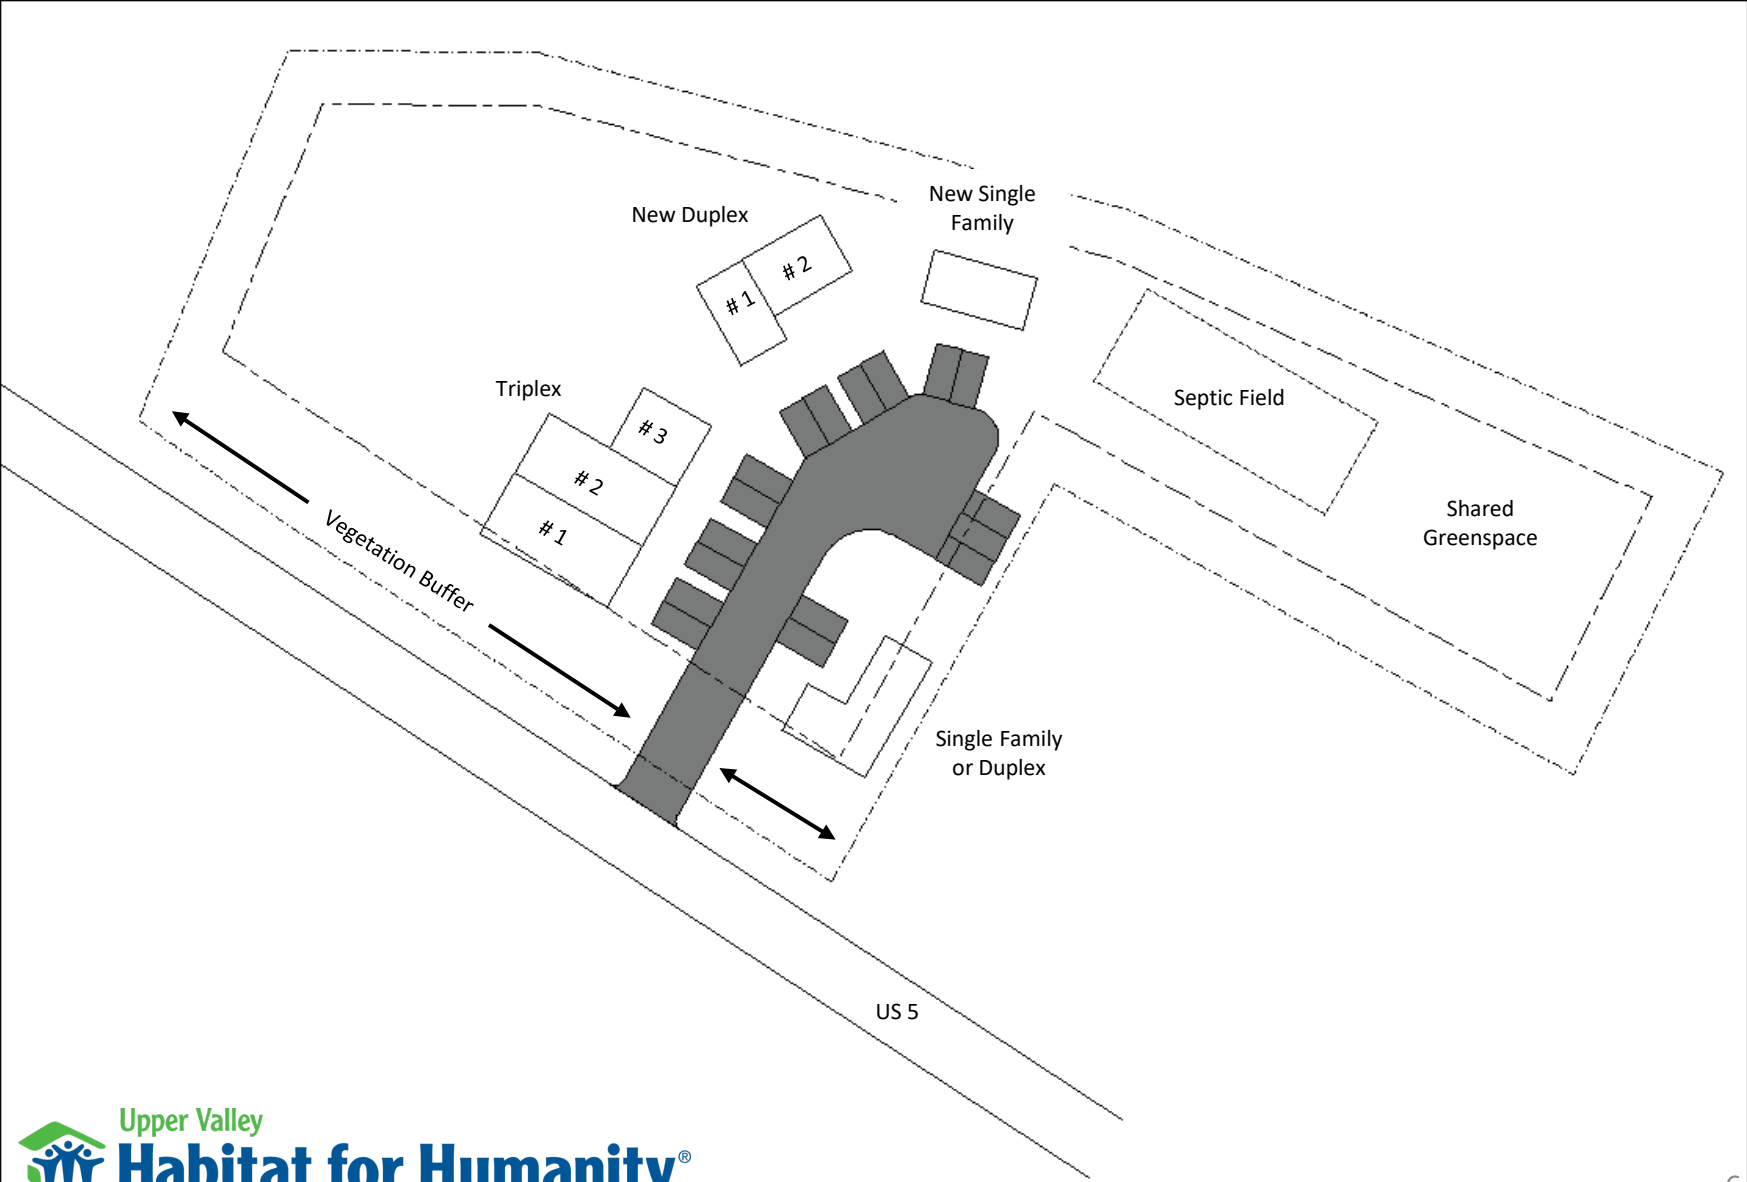 New Single
Family
New Duplex
# 2
# 1
Triplex
# 3
# 2
# 1
Septic Field
Shared
Greenspace
Vegetation Buffer
Single Family
or Duplex
US 5
Upper Valley
Habitat for Humanity®